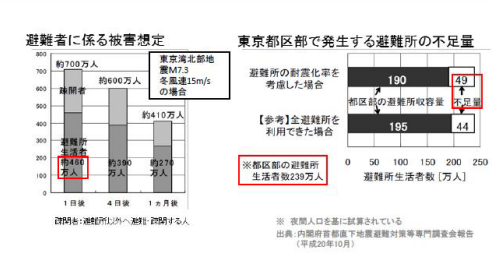 避難者に係る被害想定
東京湾北部地
震M7.3
冬風速15m/s
の場合
800
700
600
500
400
300
200
100
0
約700万人
約600万人
約410万人
疎開者
避難所
生活者
約460
万人
約390
万人
約270
万人
1日後
4日後
1ヵ月後
疎開者:避難所以外へ避難・疎開する人
東京都区部で発生する避難所の不足量
避難所の耐震化率を
考慮した場合
190
49
都区部の避難所収容量
不足量
【参考】全避難所を
利用できた場合
195
44
0 50 100 150 200 250
避難所生活者数 [万人]
※都区部の避難所
生活者数239万人
※ 夜間人口を基に試算されている
出典:内閣府首都直下地震避難対策等専門調査会報告
(平成20年10月)